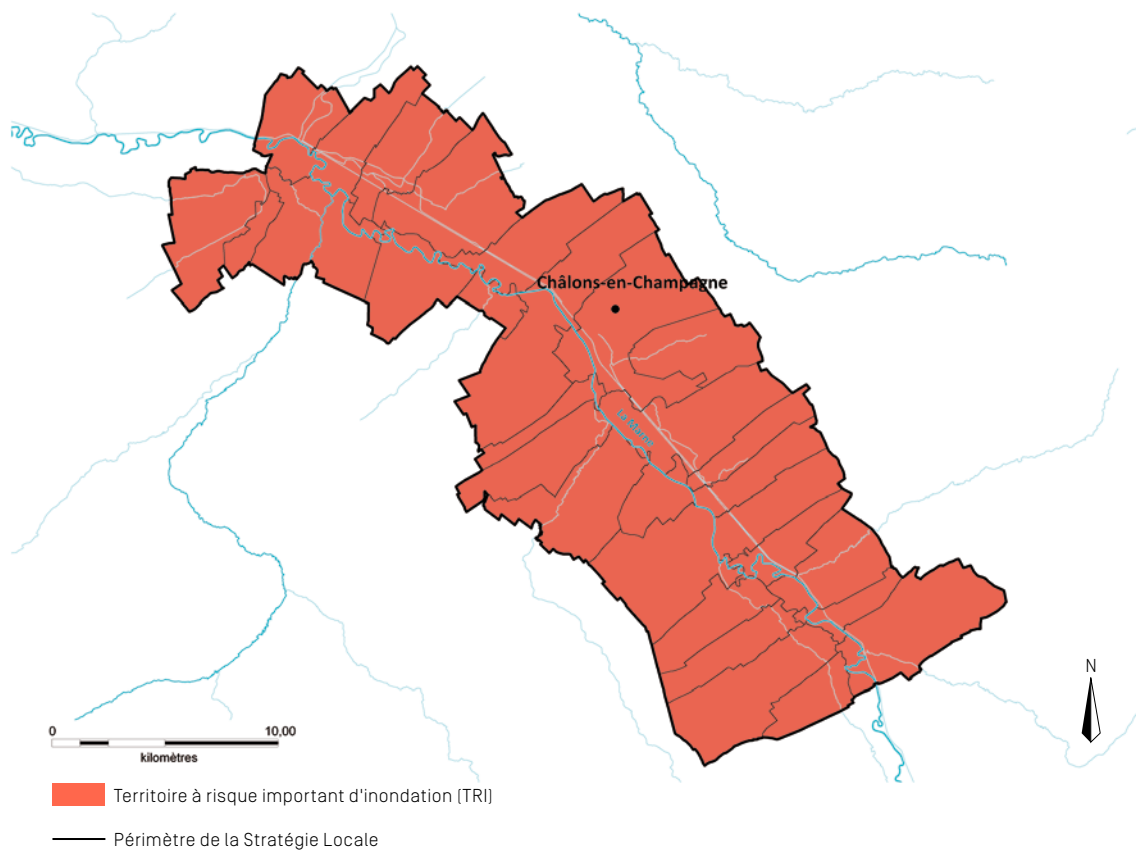 Châlons-en-Champagne
La Marne
N
0 10,00
kilomètres
Territoire à risque important d'inondation (TRI)
Périmètre de la Stratégie Locale